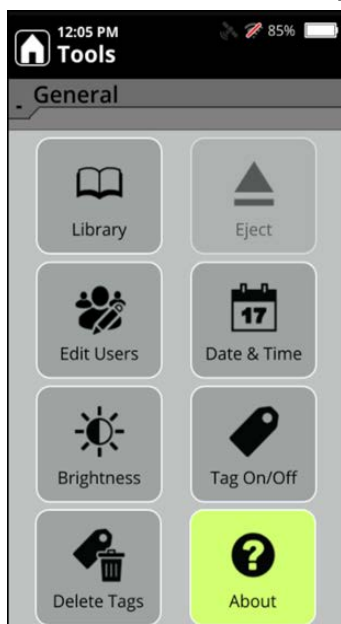 12:05 PM
85%
Tools
General
Library
Eject
Edit Users
17
Date & Time
Brightness
Tag On/Off
Delete Tags
?
About